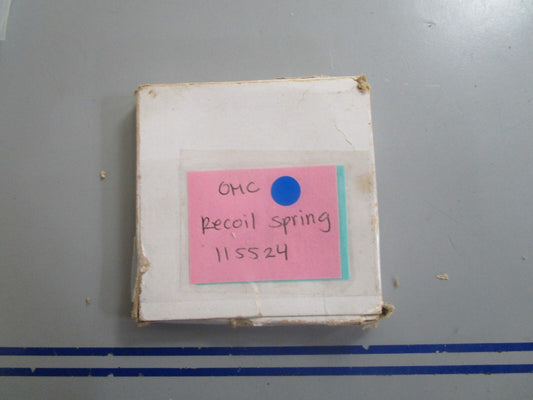 OMC
Recoil Spring
115524